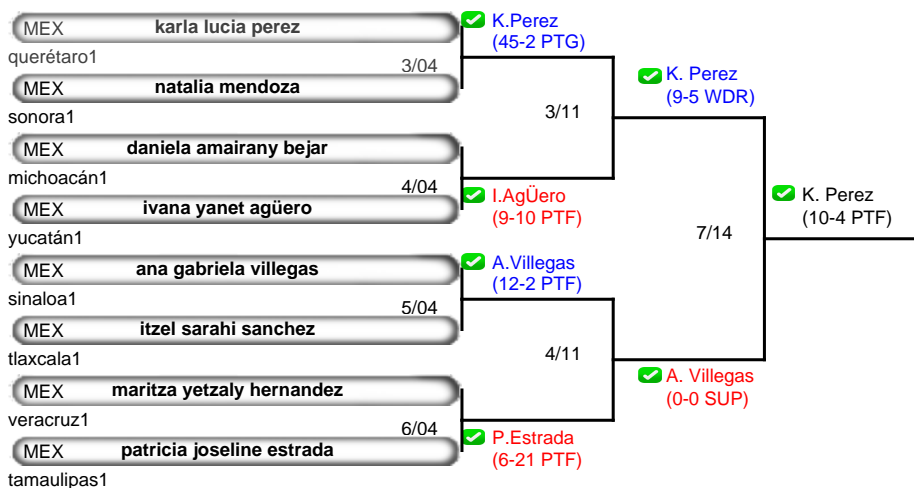 MEX karla lucia perez
querétaro1
3/04
MEX natalia mendoza
sonora1
MEX daniela amairany bejar
michoacán1
4/04
MEX ivana yanet agüero
yucatán1
MEX ana gabriela villegas
sinaloa1
5/04
MEX itzel sarahi sanchez
tlaxcala1
MEX maritza yetzaly hernandez
veracruz1
6/04
MEX patricia joseline estrada
tamaulipas1
K.Perez
(45-2 PTG)
3/11
I.AgÜero
(9-10 PTF)
A.Villegas
(12-2 PTF)
4/11
P.Estrada
(6-21 PTF)
K. Perez
(9-5 WDR)
7/14
A. Villegas
(0-0 SUP)
K. Perez
(10-4 PTF)